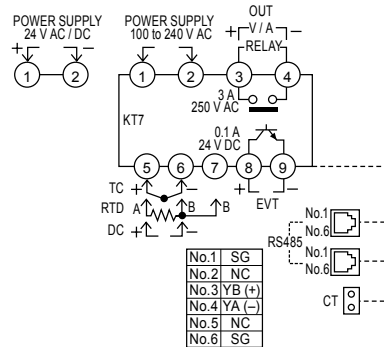 POWER SUPPLY
24 V AC / DC
+ −
1 2
POWER SUPPLY
100 to 240 V AC
1 2
OUT
+ V / A −
RELAY
3 4
3 A
250 V AC
KT7
0.1 A
24 V DC
5 6 7 8 9
TC + −
RTD A B B
DC + −
+ −
EVT
RS485
No.1
No.6
No.1
No.6
CT
No.1 SG
No.2 NC
No.3 YB (+)
No.4 YA (–)
No.5 NC
No.6 SG